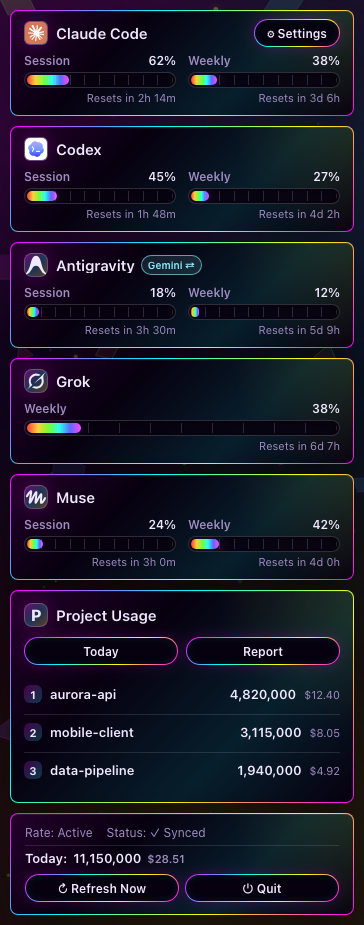 Claude Code ⚙ Settings
Session 62% Weekly 38%
Resets in 2h 14m Resets in 3d 6h
Codex
Session 45% Weekly 27%
Resets in 1h 48m Resets in 4d 2h
Antigravity Gemini ⇄
Session 18% Weekly 12%
Resets in 3h 30m Resets in 5d 9h
Grok
Weekly 38%
Resets in 6d 7h
Muse
Session 24% Weekly 42%
Resets in 3h 0m Resets in 4d 0h
P Project Usage
Today Report
1 aurora-api 4,820,000 $12.40
2 mobile-client 3,115,000 $8.05
3 data-pipeline 1,940,000 $4.92
Rate: Active Status: ✓ Synced
Today: 11,150,000 $28.51
↻ Refresh Now ⏻ Quit